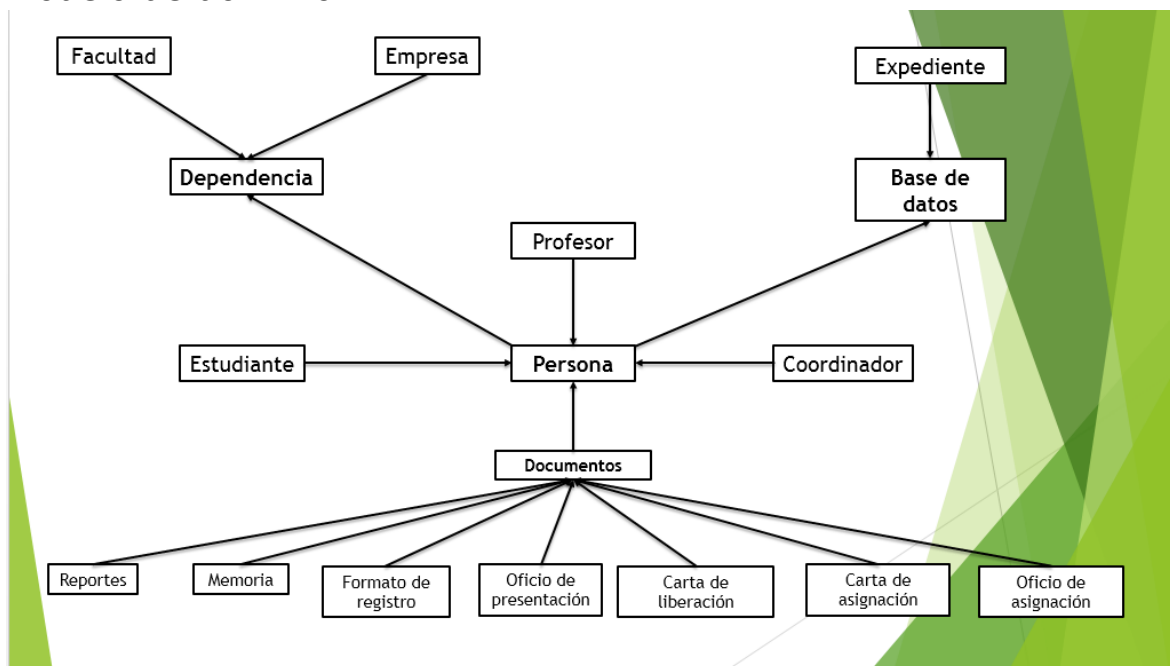 Facultad
Empresa
Expediente
Dependencia
Base de
datos
Profesor
Estudiante
Persona
Coordinador
Documentos
Reportes
Memoria
Formato de
registro
Oficio de
presentación
Carta de
liberación
Carta de
asignación
Oficio de
asignación